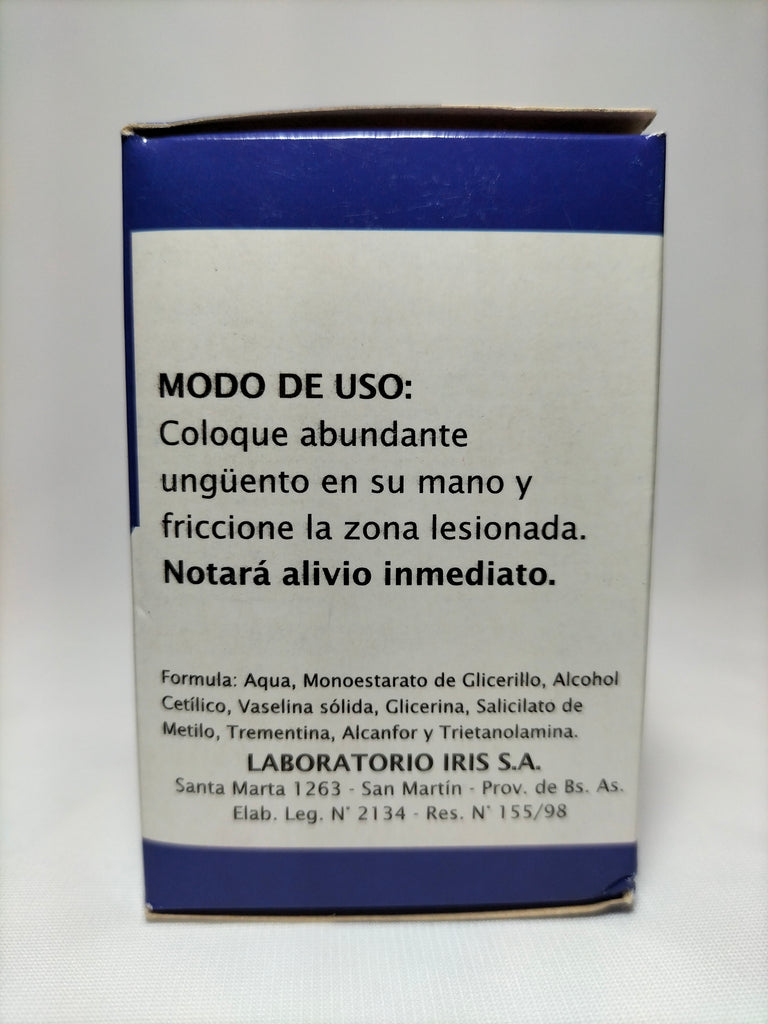 MODO DE USO:
Coloque abundante
ungüento en su mano y
friccione la zona lesionada.
Notará alivio inmediato.
Formula: Aqua, Monoestarato de Glicerillo, Alcohol
Cetílico, Vaselina sólida, Glicerina, Salicilato de
Metilo, Trementina, Alcanfor y Trietanolamina.
LABORATORIO IRIS S.A.
Santa Marta 1263 - San Martín - Prov. de Bs. As.
Elab. Leg. N° 2134 - Res. N° 155/98